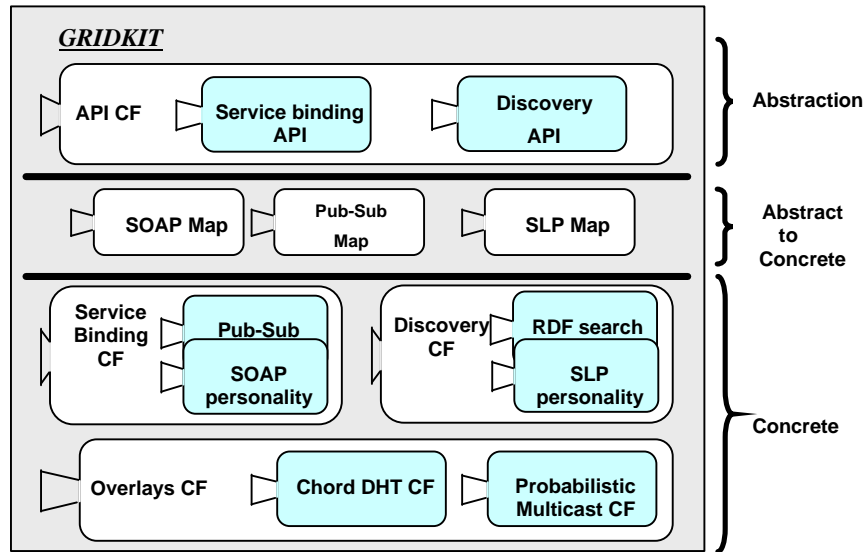 GRIDKIT
API CF
Service binding
API
Discovery
API
Abstraction
SOAP Map
Pub-Sub
Map
SLP Map
Abstract
to
Concrete
Service
Binding
CF
Pub-Sub
SOAP
personality
Discovery
CF
RDF search
SLP
personality
Concrete
Overlays CF
Chord DHT CF
Probabilistic
Multicast CF